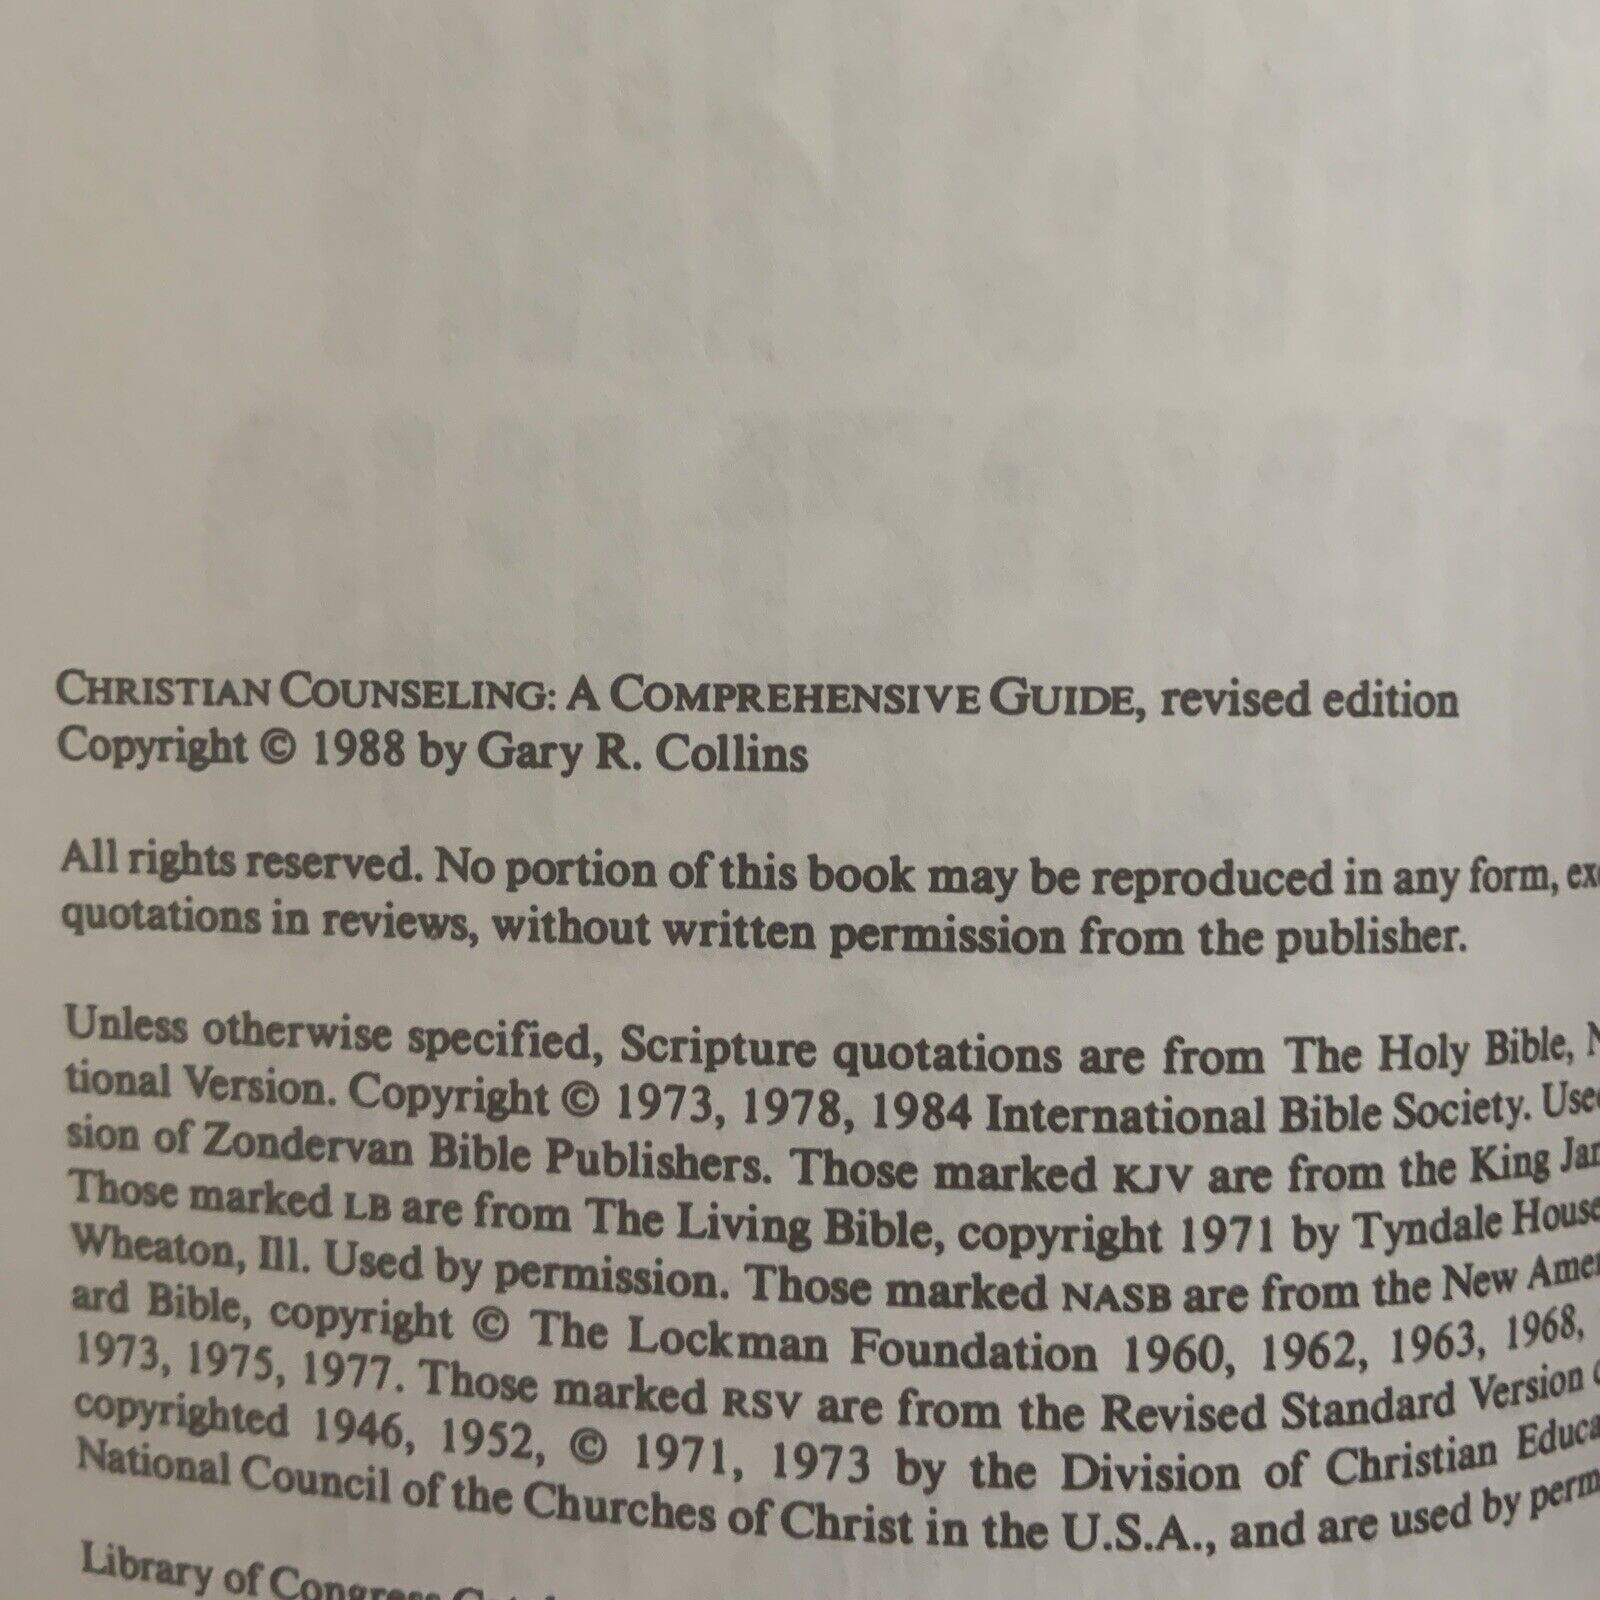 CHRISTIAN COUNSELING: A COMPREHENSIVE GUIDE, revised edition
Copyright © 1988 by Gary R. Collins
All rights reserved. No portion of this book may be reproduced in any form,
quotations in reviews, without written permission from the publisher.
Unless otherwise specified, Scripture quotations are from The Holy Bible,
tional Version. Copyright © 1973, 1978, 1984 International Bible Society.
sion of Zondervan Bible Publishers. Those marked KJV are from the King
Those marked LB are from The Living Bible, copyright 1971 by Tyndale House
Wheaton, Ill. Used by permission. Those marked NASB are from the New
ard Bible, copyright © The Lockman Foundation 1960, 1962, 1963, 1968,
1973, 1975, 1977. Those marked RSV are from the Revised Standard Version
copyrighted 1946, 1952, © 1971, 1973 by the Division of Christian
National Council of the Churches of Christ in the U.S.A., and are used by
Library of Congress